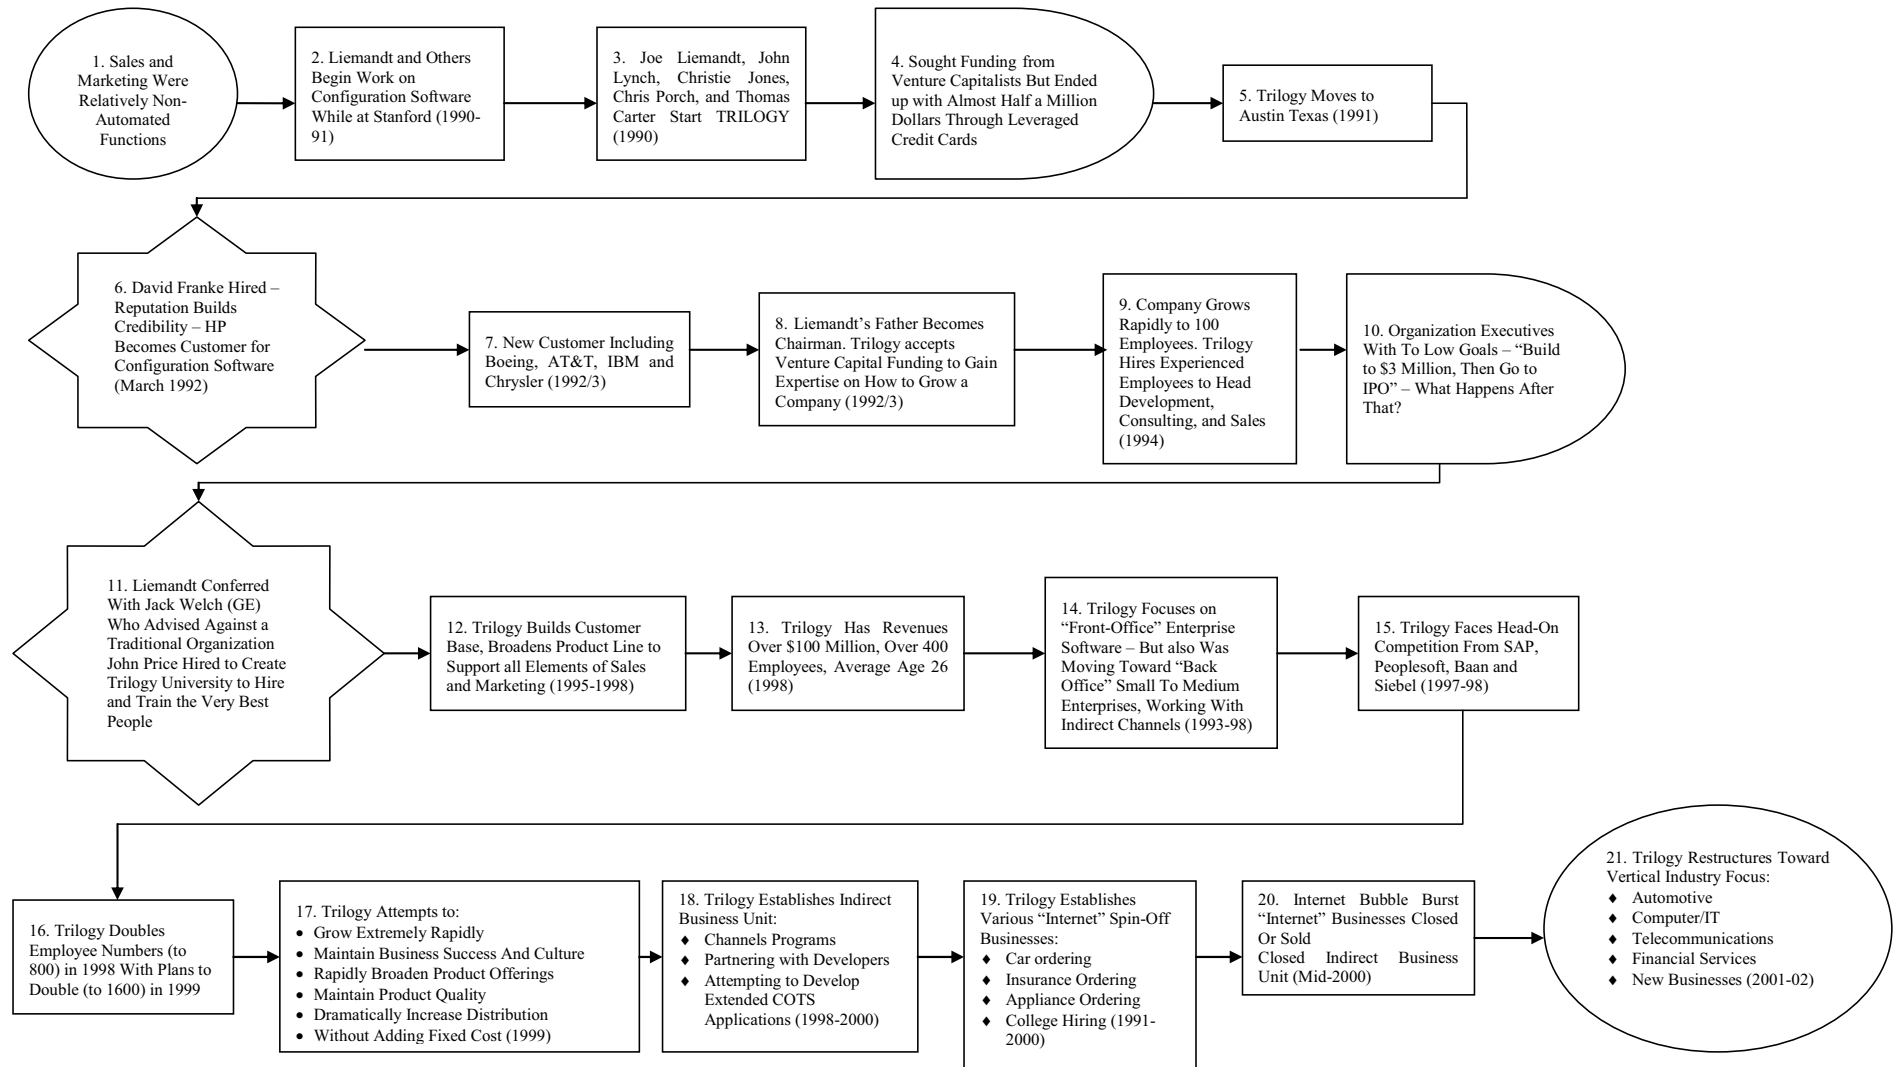 1. Sales and
Marketing Were
Relatively Non-
Automated
Functions
2. Liemandt and Others
Begin Work on
Configuration Software
While at Stanford (1990-
91)
3. Joe Liemandt, John
Lynch, Christie Jones,
Chris Porch, and Thomas
Carter Start TRILOGY
(1990)
4. Sought Funding from
Venture Capitalists But Ended
up with Almost Half a Million
Dollars Through Leveraged
Credit Cards
5. Trilogy Moves to
Austin Texas (1991)
6. David Franke Hired –
Reputation Builds
Credibility – HP
Becomes Customer for
Configuration Software
(March 1992)
7. New Customer Including
Boeing, AT&T, IBM and
Chrysler (1992/3)
8. Liemandt’s Father Becomes
Chairman. Trilogy accepts
Venture Capital Funding to Gain
Expertise on How to Grow a
Company (1992/3)
9. Company Grows
Rapidly to 100
Employees. Trilogy
Hires Experienced
Employees to Head
Development,
Consulting, and Sales
(1994)
10. Organization Executives
With To Low Goals – “Build
to $3 Million, Then Go to
IPO” – What Happens After
That?
11. Liemandt Conferred
With Jack Welch (GE)
Who Advised Against a
Traditional Organization
John Price Hired to Create
Trilogy University to Hire
and Train the Very Best
People
12. Trilogy Builds Customer
Base, Broadens Product Line to
Support all Elements of Sales
and Marketing (1995-1998)
13. Trilogy Has Revenues
Over $100 Million, Over 400
Employees, Average Age 26
(1998)
14. Trilogy Focuses on
“Front-Office” Enterprise
Software – But also Was
Moving Toward “Back
Office” Small To Medium
Enterprises, Working With
Indirect Channels (1993-98)
15. Trilogy Faces Head-On
Competition From SAP,
Peoplesoft, Baan and
Siebel (1997-98)
16. Trilogy Doubles
Employee Numbers (to
800) in 1998 With Plans to
Double (to 1600) in 1999
17. Trilogy Attempts to:
• Grow Extremely Rapidly
• Maintain Business Success And Culture
• Rapidly Broaden Product Offerings
• Maintain Product Quality
• Dramatically Increase Distribution
• Without Adding Fixed Cost (1999)
18. Trilogy Establishes Indirect
Business Unit:
♦ Channels Programs
♦ Partnering with Developers
♦ Attempting to Develop
Extended COTS
Applications (1998-2000)
19. Trilogy Establishes
Various “Internet” Spin-Off
Businesses:
♦ Car ordering
♦ Insurance Ordering
♦ Appliance Ordering
♦ College Hiring (1991-
2000)
20. Internet Bubble Burst
“Internet” Businesses Closed
Or Sold
Closed Indirect Business
Unit (Mid-2000)
21. Trilogy Restructures Toward
Vertical Industry Focus:
♦ Automotive
♦ Computer/IT
♦ Telecommunications
♦ Financial Services
♦ New Businesses (2001-02)